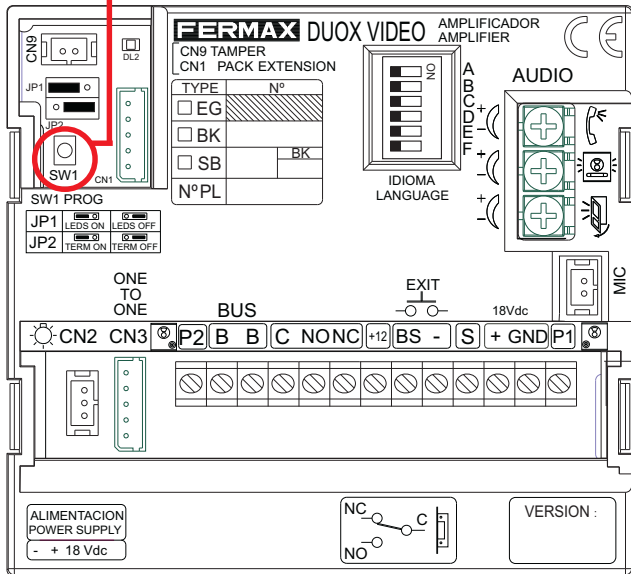 FERMAX DUOX VIDEO AMPLIFICADOR AMPLIFIER
CN9 TAMPER
CN1 PACK EXTENSION
TYPE Nº
EG
BK
SB BK
Nº PL
CN9
DL2
JP1
JP2
SW1
CN1
SW1 PROG
JP1 LEDS ON LEDS OFF
JP2 TERM ON TERM OFF
NO
A
B
C
D
E
F
IDIOMA
LANGUAGE
AUDIO
+
-
+
-
+
-
MIC
ONE
TO
ONE
BUS
EXIT
18Vdc
CN2 CN3 P2 B B C NO NC +12 BS - S + GND P1
ALIMENTACION
POWER SUPPLY
- + 18 Vdc
NC
C
NO
VERSION :